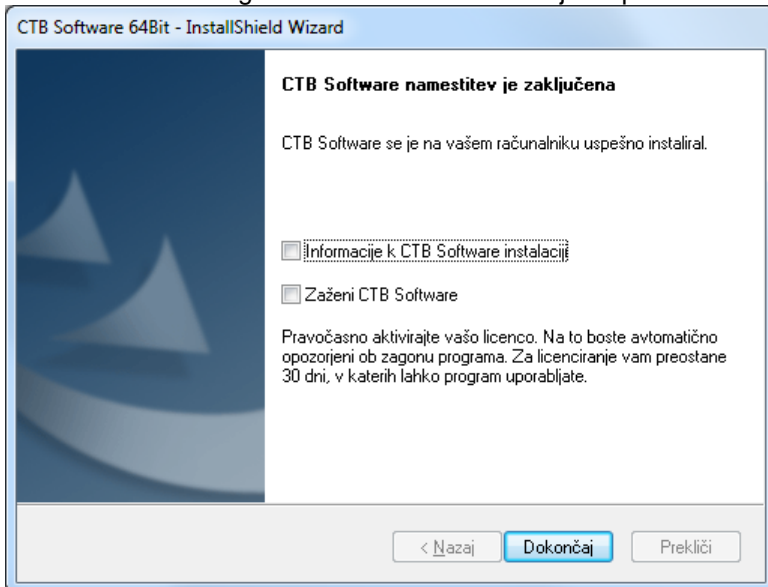 CTB Software 64Bit - InstallShield Wizard
CTB Software namestitev je zaključena
CTB Software se je na vašem računalniku uspešno instaliral.
Informacije k CTB Software instalaciji
Zaženi CTB Software
Pravočasno aktivirajte vašo licenco. Na to boste avtomatično
opozorjeni ob zagonu programa. Za licenciranje vam preostane
30 dni, v katerih lahko program uporabljate.
< Nazaj
Dokončaj
Prekliči